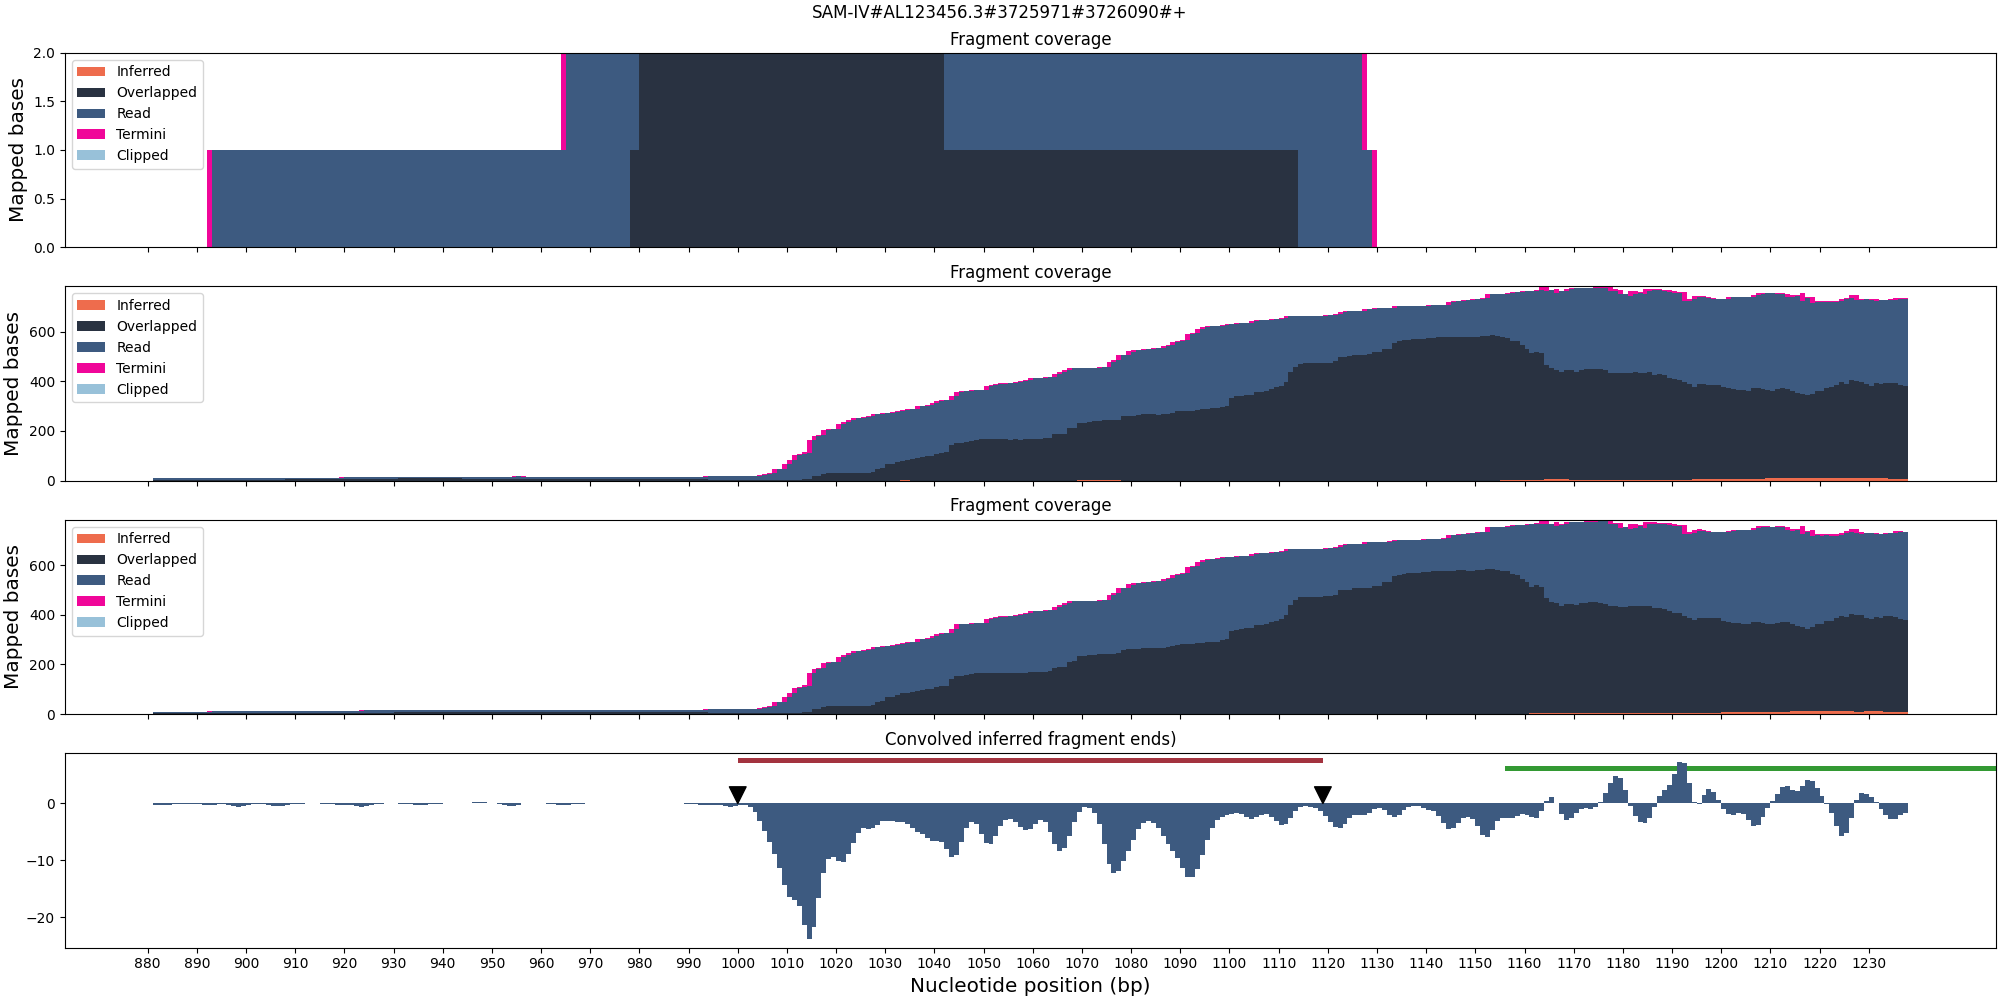 SAM-IV#AL123456.3#3725971#3726090#+
Fragment coverage
Mapped bases
2.0
1.5
1.0
0.5
0.0
Inferred
Overlapped
Read
Termini
Clipped
Fragment coverage
Mapped bases
600
400
200
0
Inferred
Overlapped
Read
Termini
Clipped
Fragment coverage
Mapped bases
600
400
200
0
Inferred
Overlapped
Read
Termini
Clipped
Convolved inferred fragment ends)
0
−10
−20
880 890 900 910 920 930 940 950 960 970 980 990 1000 1010 1020 1030 1040 1050 1060 1070 1080 1090 1100 1110 1120 1130 1140 1150 1160 1170 1180 1190 1200 1210 1220 1230
Nucleotide position (bp)